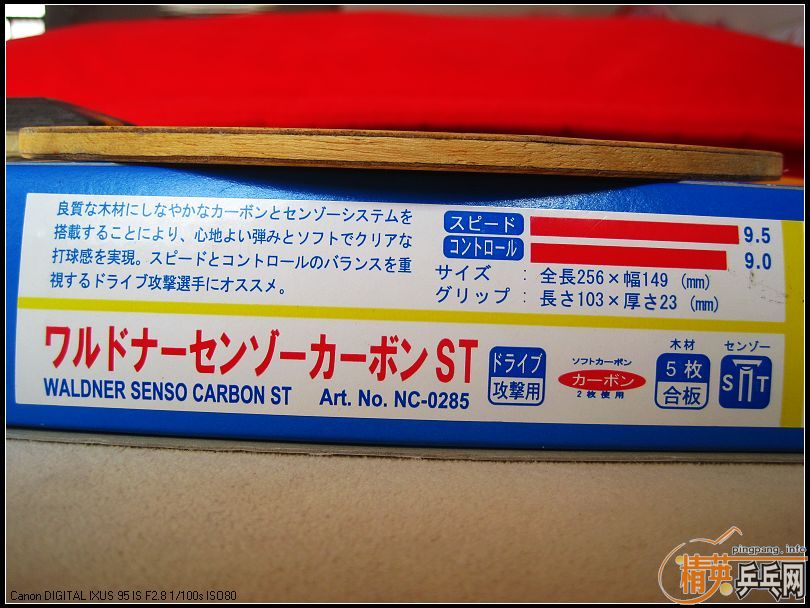 良質な木材にしなやかなカーボンとセンゾーシステムを
搭載することにより、心地よい弾みとソフトでクリアな
打球感を実現。スピードとコントロールのバランスを重
視するドライブ攻撃選手にオススメ。
スピード 9.5
コントロール 9.0
サイズ : 全長256×幅149 (mm)
グリップ : 長さ103×厚さ23 (mm)
ワルドナーセンゾーカーボン ST
WALDNER SENSO CARBON ST Art. No. NC-0285
ドライブ
攻撃用
ソフトカーボン
カーボン
2枚使用
木材
5枚
合板
センゾー
S T
pingpang.info
精英乒乓网
Canon DIGITAL IXUS 95 IS F2.8 1/100s ISO80